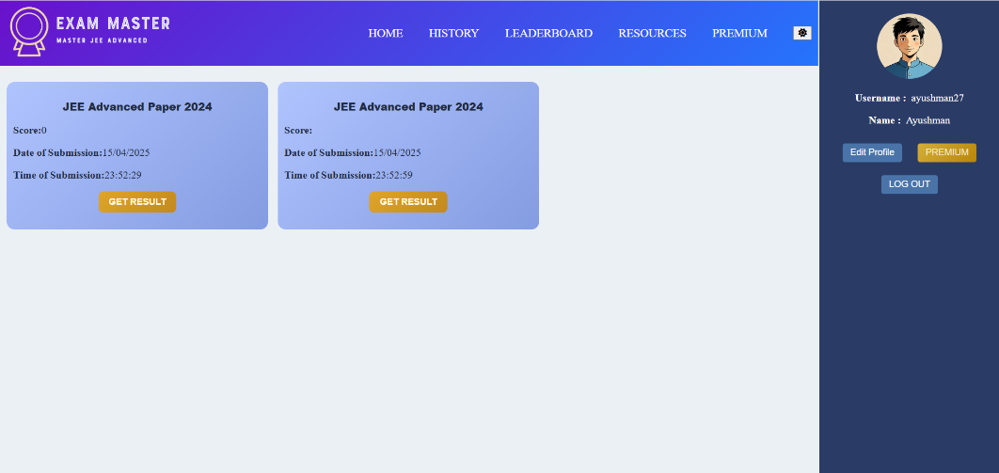 EXAM MASTER
MASTER JEE ADVANCED
HOME HISTORY LEADERBOARD RESOURCES PREMIUM
JEE Advanced Paper 2024
Score:0
Date of Submission:15/04/2025
Time of Submission:23:52:29
GET RESULT
JEE Advanced Paper 2024
Score:
Date of Submission:15/04/2025
Time of Submission:23:52:59
GET RESULT
Username : ayushman27
Name : Ayushman
Edit Profile PREMIUM
LOG OUT